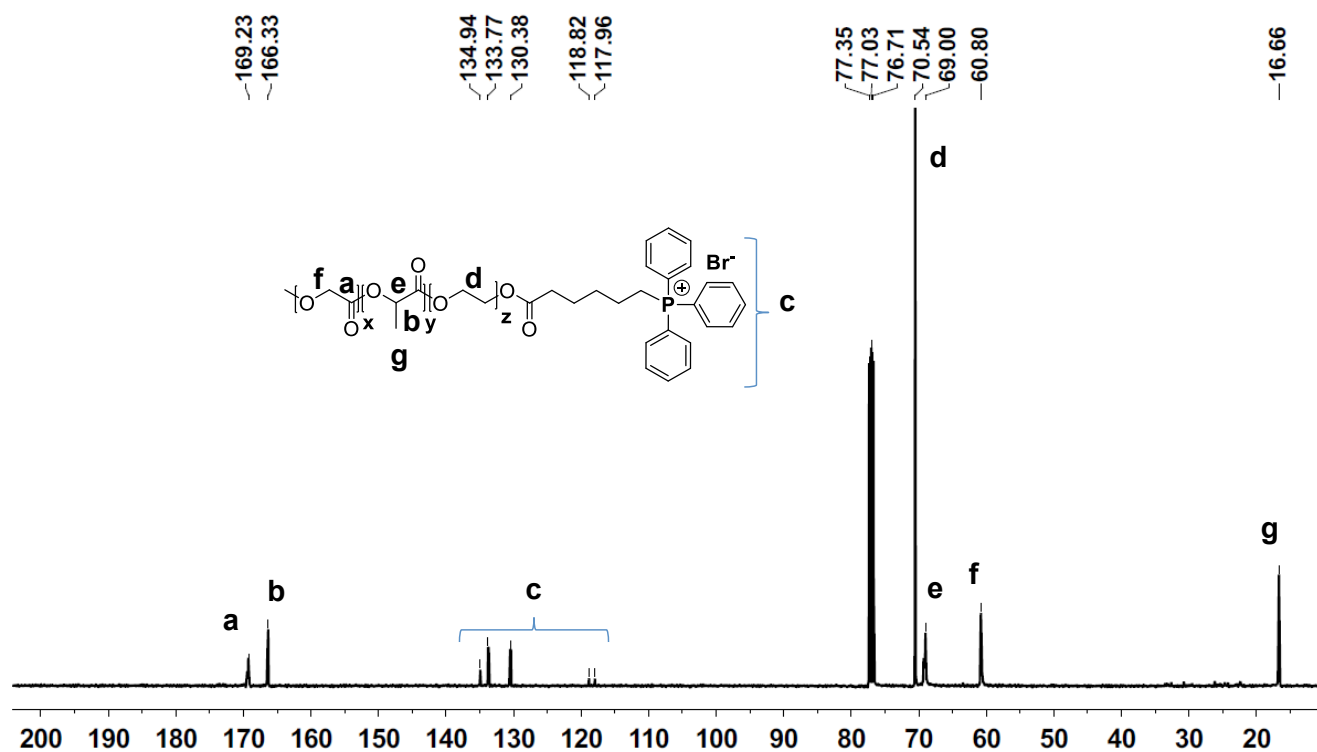 169.23 166.33 134.94 133.77 130.38 118.82 117.96 77.35 77.03 76.71 70.54 69.00 60.80 16.66
d
Br-
f a O e O d
O O O O P+ c
O x b y z O
g
g
b c e f
a
200 190 180 170 160 150 140 130 120 110 100 90 80 70 60 50 40 30 20